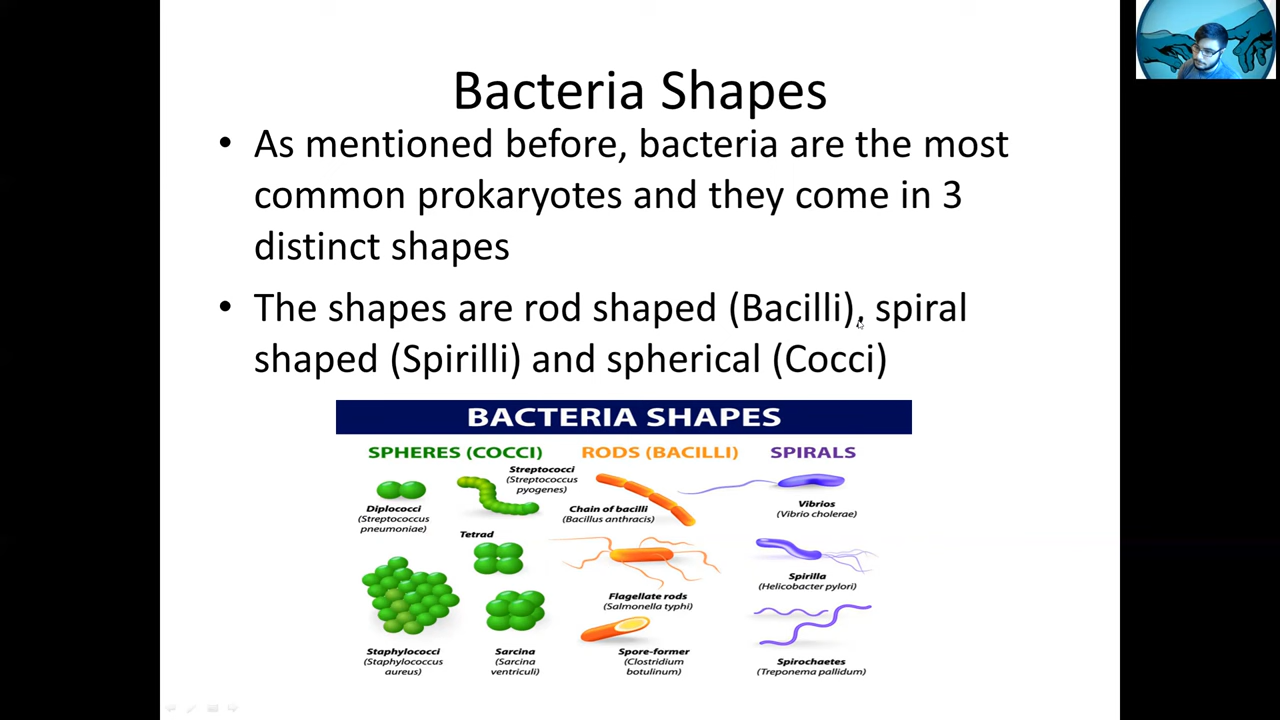 Bacteria Shapes
• As mentioned before, bacteria are the most
common prokaryotes and they come in 3
distinct shapes
• The shapes are rod shaped (Bacilli), spiral
shaped (Spirilli) and spherical (Cocci)
BACTERIA SHAPES
SPHERES (COCCI)
Diplococci
(Streptococcus
pneumoniae)
Streptococci
(Streptococcus
pyogenes)
Tetrad
Staphylococci
(Staphylococcus
aureus)
Sarcina
(Sarcina
ventriculi)
RODS (BACILLI)
Chain of bacilli
(Bacillus anthracis)
Flagellate rods
(Salmonella typhi)
Spore-former
(Clostridium
botulinum)
SPIRALS
Vibrios
(Vibrio cholerae)
Spirilla
(Helicobacter pylori)
Spirochaetes
(Treponema pallidum)